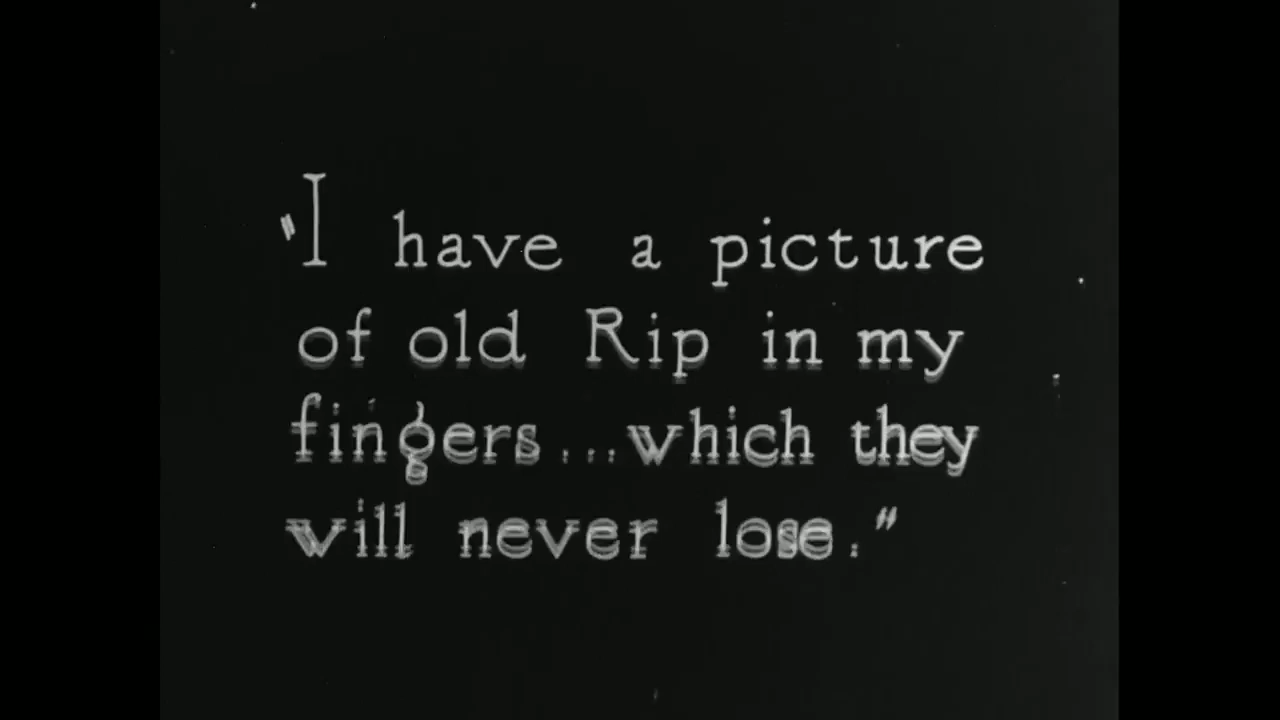 "I have a picture
of old Rip in my
fingers...which they
will never lose."